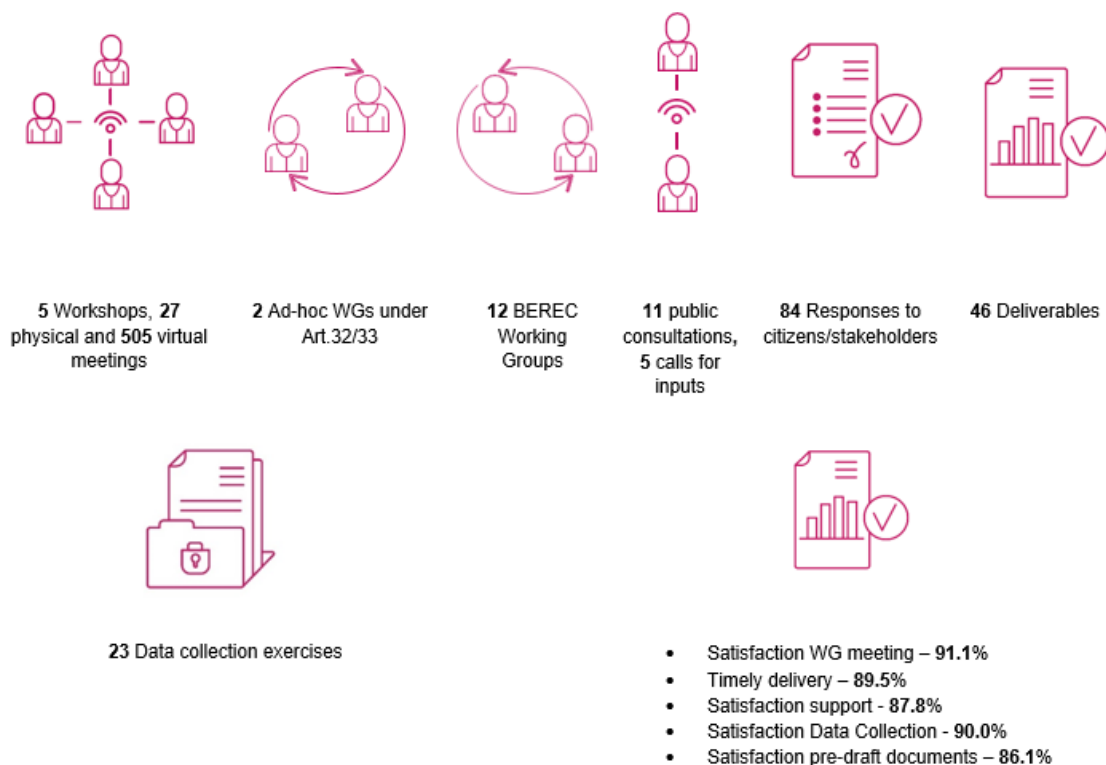 5 Workshops, 27
physical and 505 virtual
meetings
2 Ad-hoc WGs under
Art.32/33
12 BEREC
Working
Groups
11 public
consultations,
5 calls for
inputs
84 Responses to
citizens/stakeholders
46 Deliverables
23 Data collection exercises
• Satisfaction WG meeting – 91.1%
• Timely delivery – 89.5%
• Satisfaction support - 87.8%
• Satisfaction Data Collection - 90.0%
• Satisfaction pre-draft documents – 86.1%